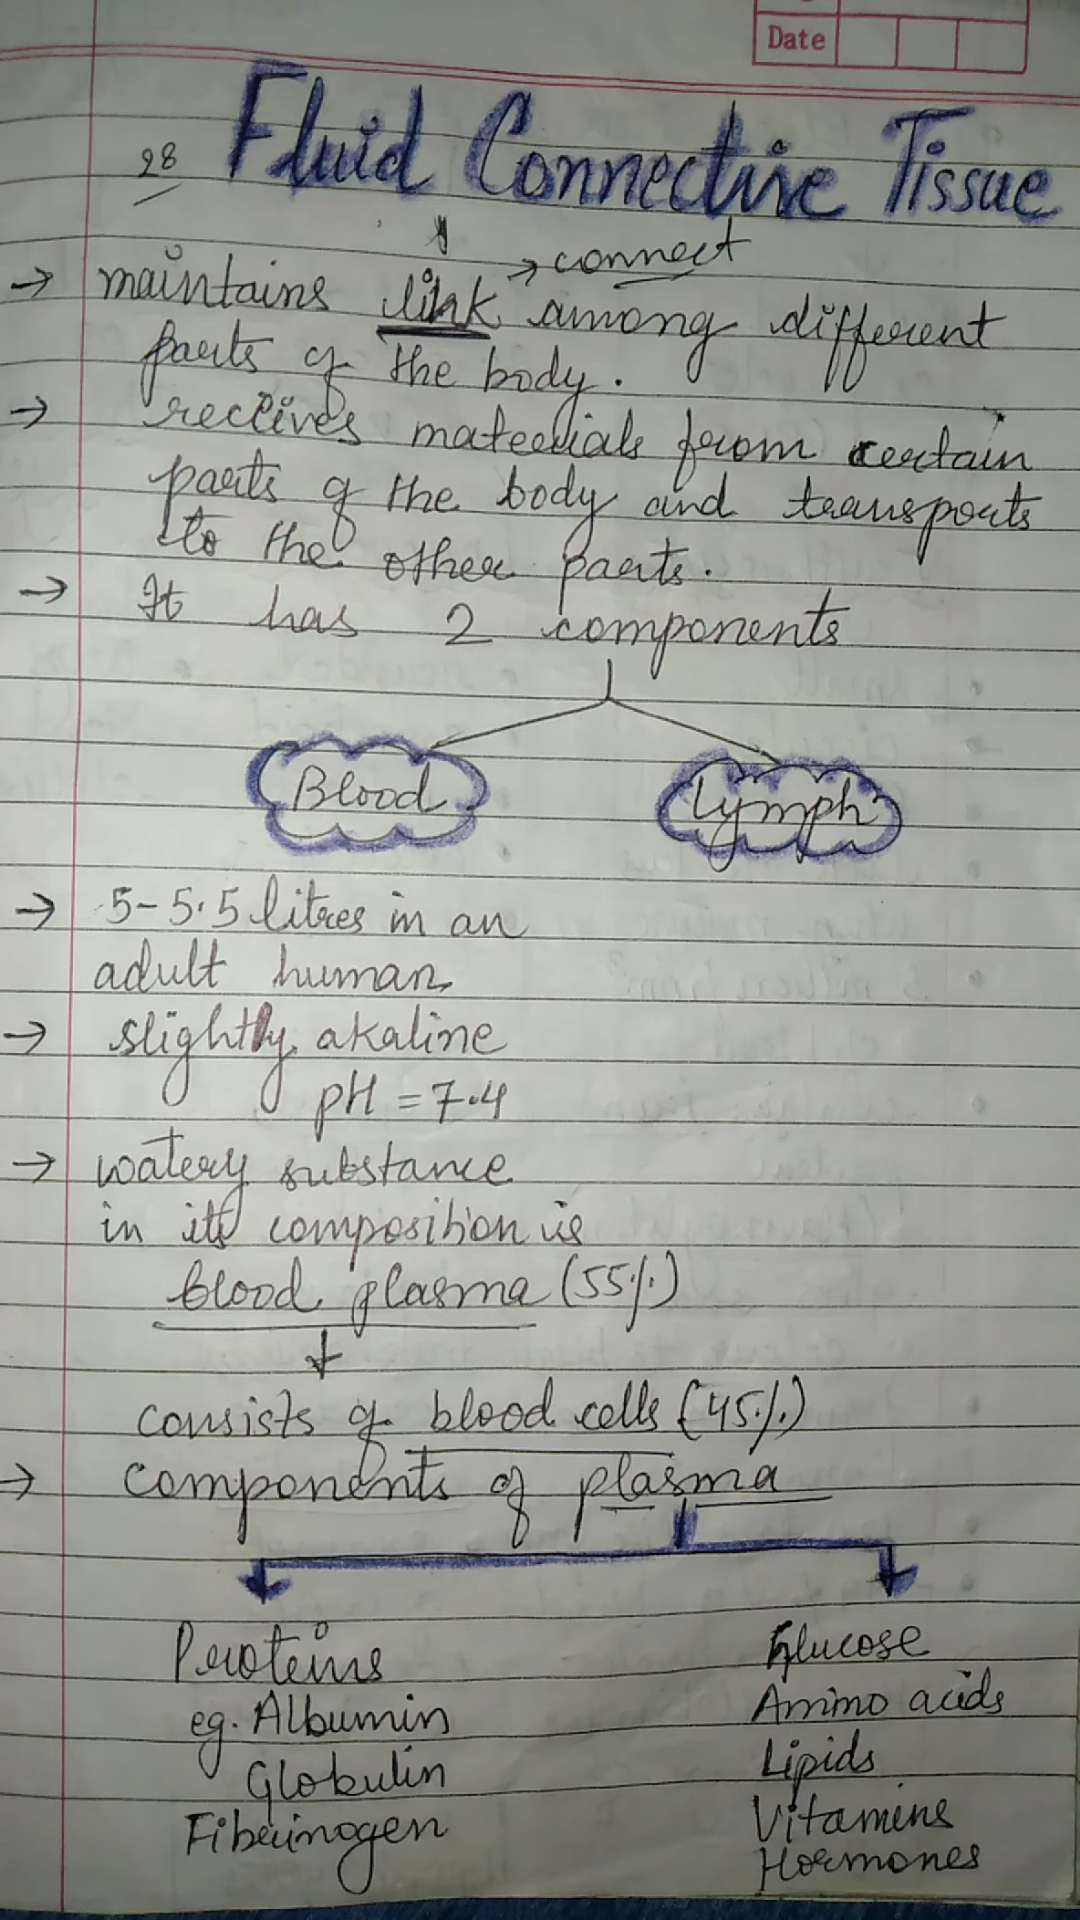 Date
28
Fluid Connective Tissue
→ connect
→ maintains link among different
parts of the body.
→ receives materials from certain
parts of the body and transports
to the other parts.
→ It has 2 components
Blood Lymph
→ 5-5.5 litres in an
adult human
→ slightly akaline
pH = 7.4
→ watery substance
in its composition is
blood plasma (55%)
↓
consists of blood cells (45%)
→ components of plasma
Proteins Glucose
eg. Albumin Amino acids
Globulin Lipids
Fiberinogen Vitamins
Hormones